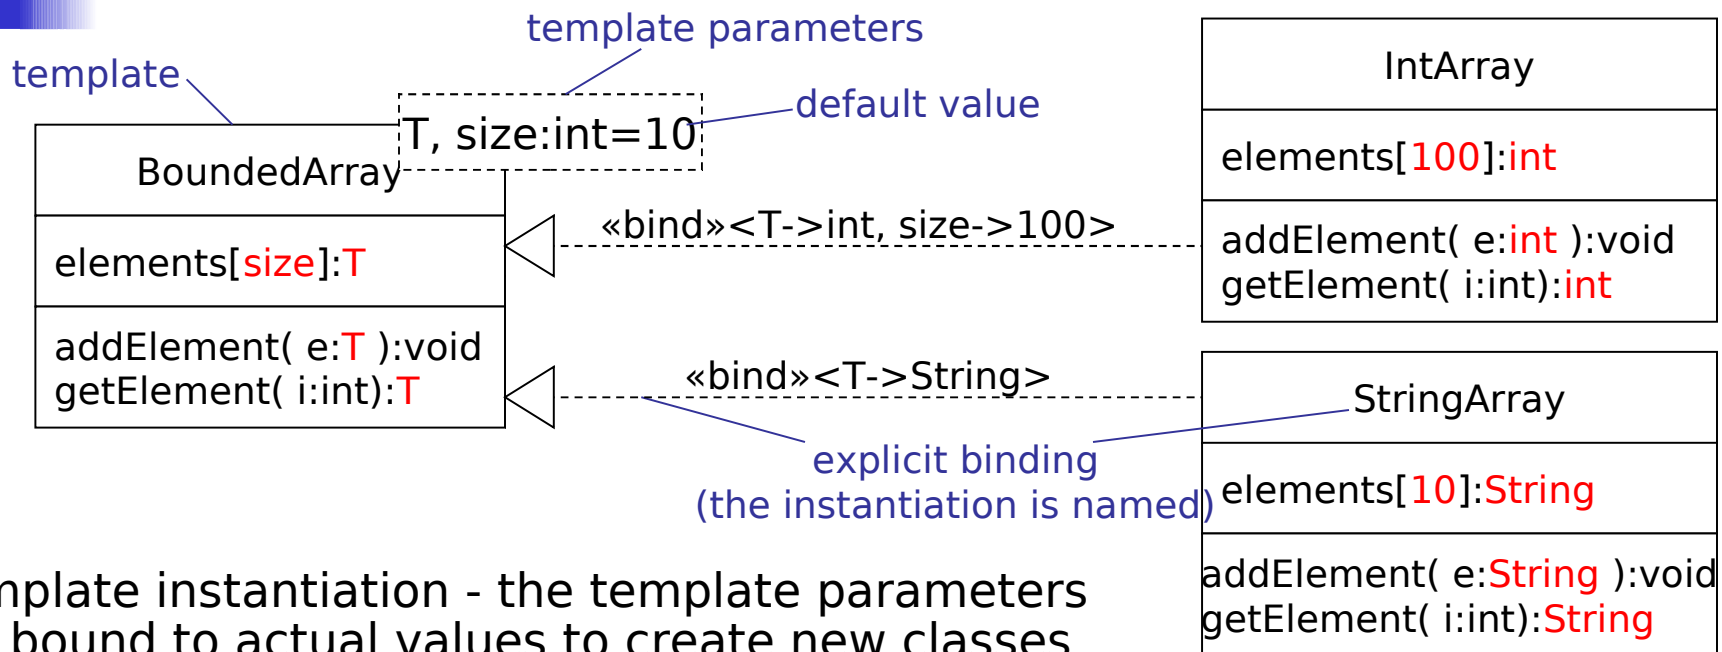 template parameters
template
default value
T, size:int=10
BoundedArray
elements[size]:T
addElement( e:T ):void
getElement( i:int):T
«bind»<T->int, size->100>
«bind»<T->String>
explicit binding
(the instantiation is named)
IntArray
elements[100]:int
addElement( e:int ):void
getElement( i:int):int
StringArray
elements[10]:String
addElement( e:String ):void
getElement( i:int):String
instantiation - the template parameters
bound to actual values to create new classes